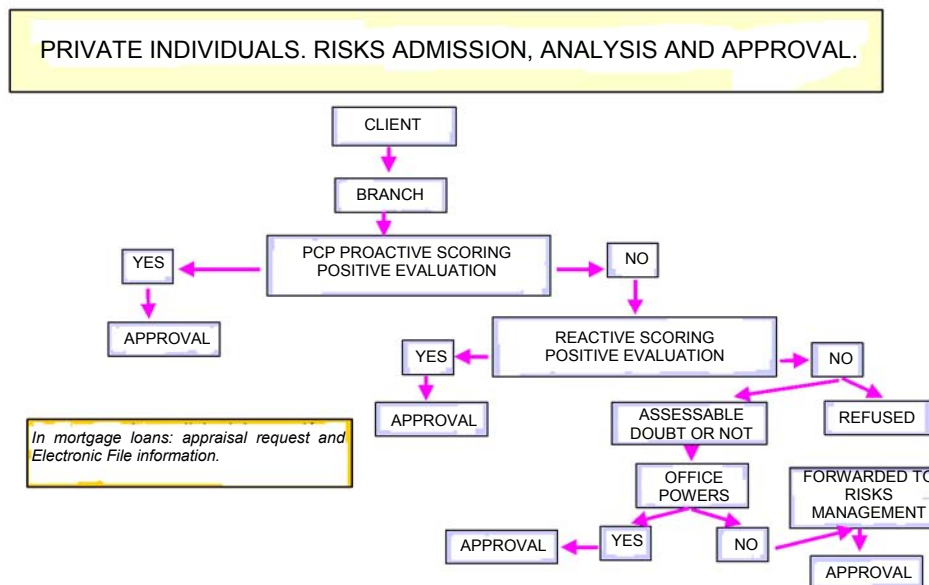 PRIVATE INDIVIDUALS. RISKS ADMISSION, ANALYSIS AND APPROVAL.
CLIENT
BRANCH
PCP PROACTIVE SCORING
POSITIVE EVALUATION
YES
NO
APPROVAL
REACTIVE SCORING
POSITIVE EVALUATION
YES
NO
APPROVAL
ASSESSABLE
DOUBT OR NOT
REFUSED
In mortgage loans: appraisal request and
Electronic File information.
OFFICE
POWERS
FORWARDED TO
RISKS
MANAGEMENT
APPROVAL
YES
NO
APPROVAL